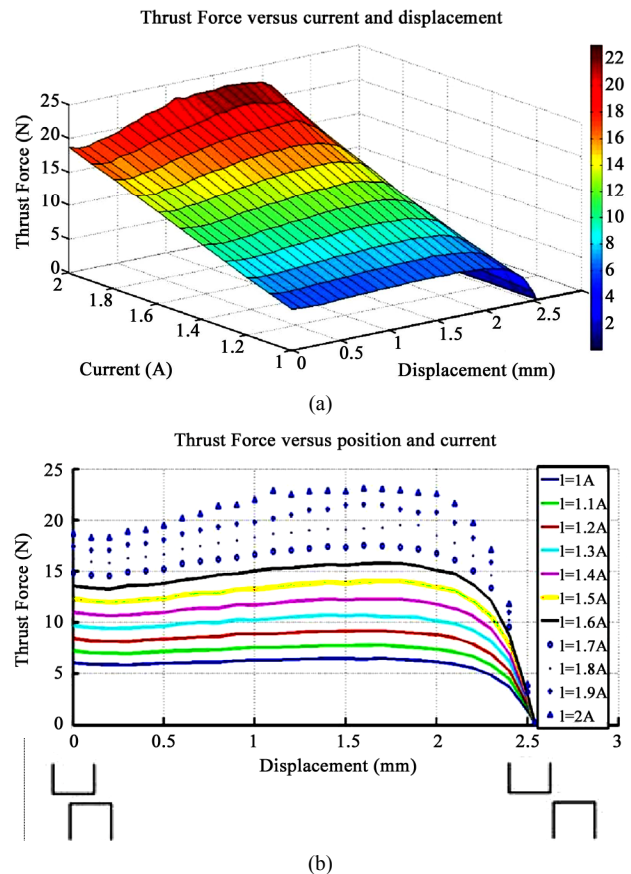 Thrust Force versus current and displacement
25
20
15
10
5
0
Thrust Force (N)
2
1.8
1.6
1.4
1.2
1
Current (A)
0
0.5
1
1.5
2
2.5
Displacement (mm)
22
20
18
16
14
12
10
8
6
4
2
(a)
Thrust Force versus position and current
25
20
15
10
5
0
Thrust Force (N)
0
0.5
1
1.5
2
2.5
3
Displacement (mm)
l=1A
l=1.1A
l=1.2A
l=1.3A
l=1.4A
l=1.5A
l=1.6A
l=1.7A
l=1.8A
l=1.9A
l=2A
(b)